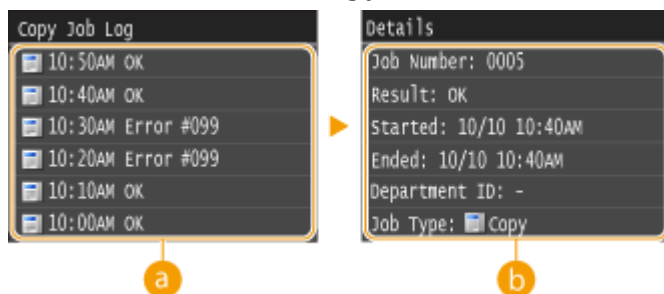 Copy Job Log
10:50AM OK
10:40AM OK
10:30AM Error #099
10:20AM Error #099
10:10AM OK
10:00AM OK
a
Details
Job Number: 0005
Result: OK
Started: 10/10 10:40AM
Ended: 10/10 10:40AM
Department ID: -
Job Type: Copy
b